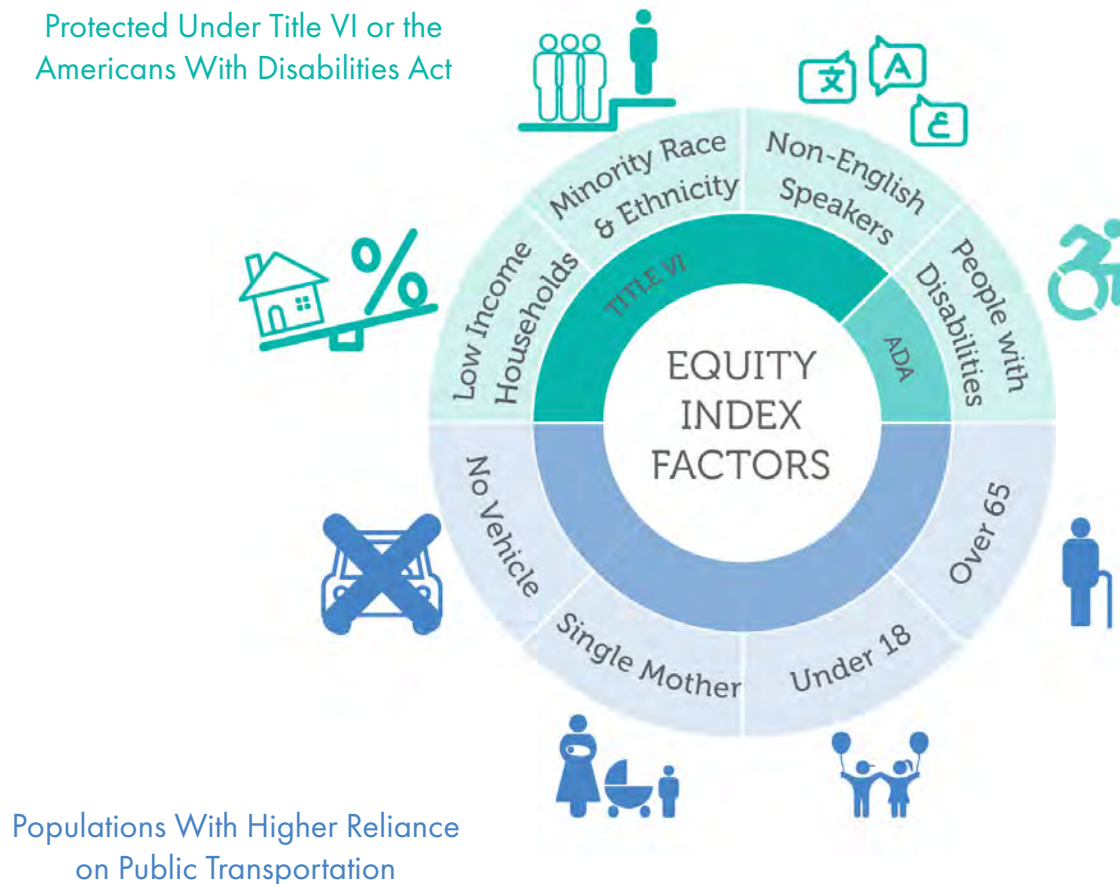 Protected Under Title VI or the
Americans With Disabilities Act
文
A
ع
Minority Race
& Ethnicity
Non-English
Speakers
Low Income
Households
%
People with
Disabilities
TITLE VI
ADA
EQUITY
INDEX
FACTORS
No Vehicle
Over 65
Single Mother
Under 18
Populations With Higher Reliance
on Public Transportation